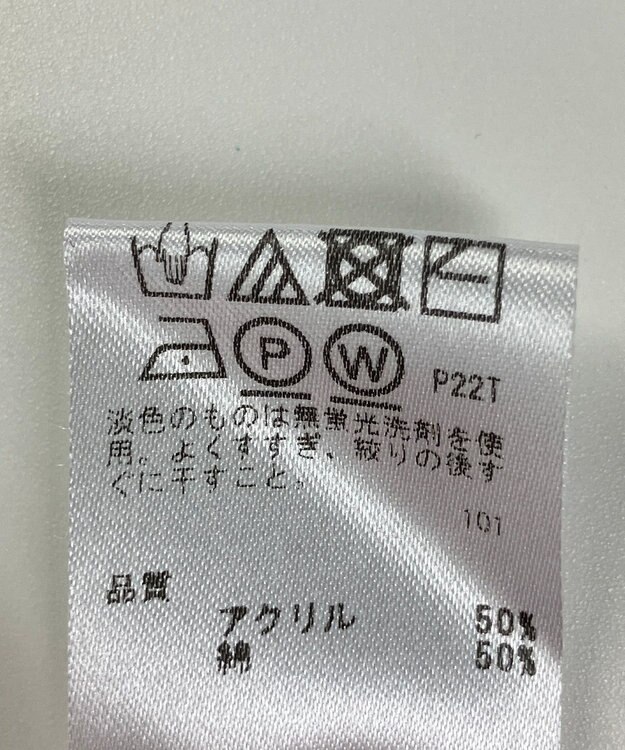 P
W
P22T
淡色のものは無蛍光洗剤を使
用。よくすすぎ、絞りの後す
ぐに干すこと。
101
品質
アクリル 50%
綿 50%